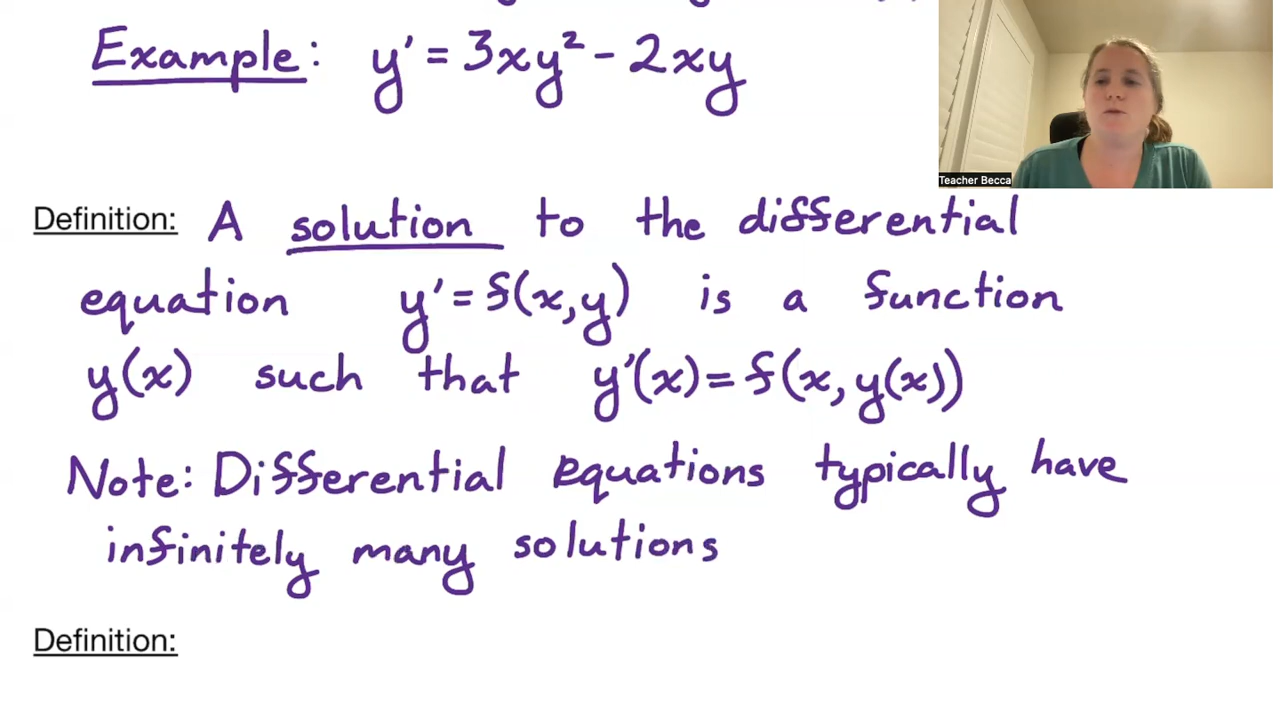 Example: y' = 3xy² - 2xy
Teacher Becca
Definition: A solution to the differential
equation y' = f(x,y) is a function
y(x) such that y'(x) = f(x, y(x))
Note: Differential equations typically have
infinitely many solutions
Definition: